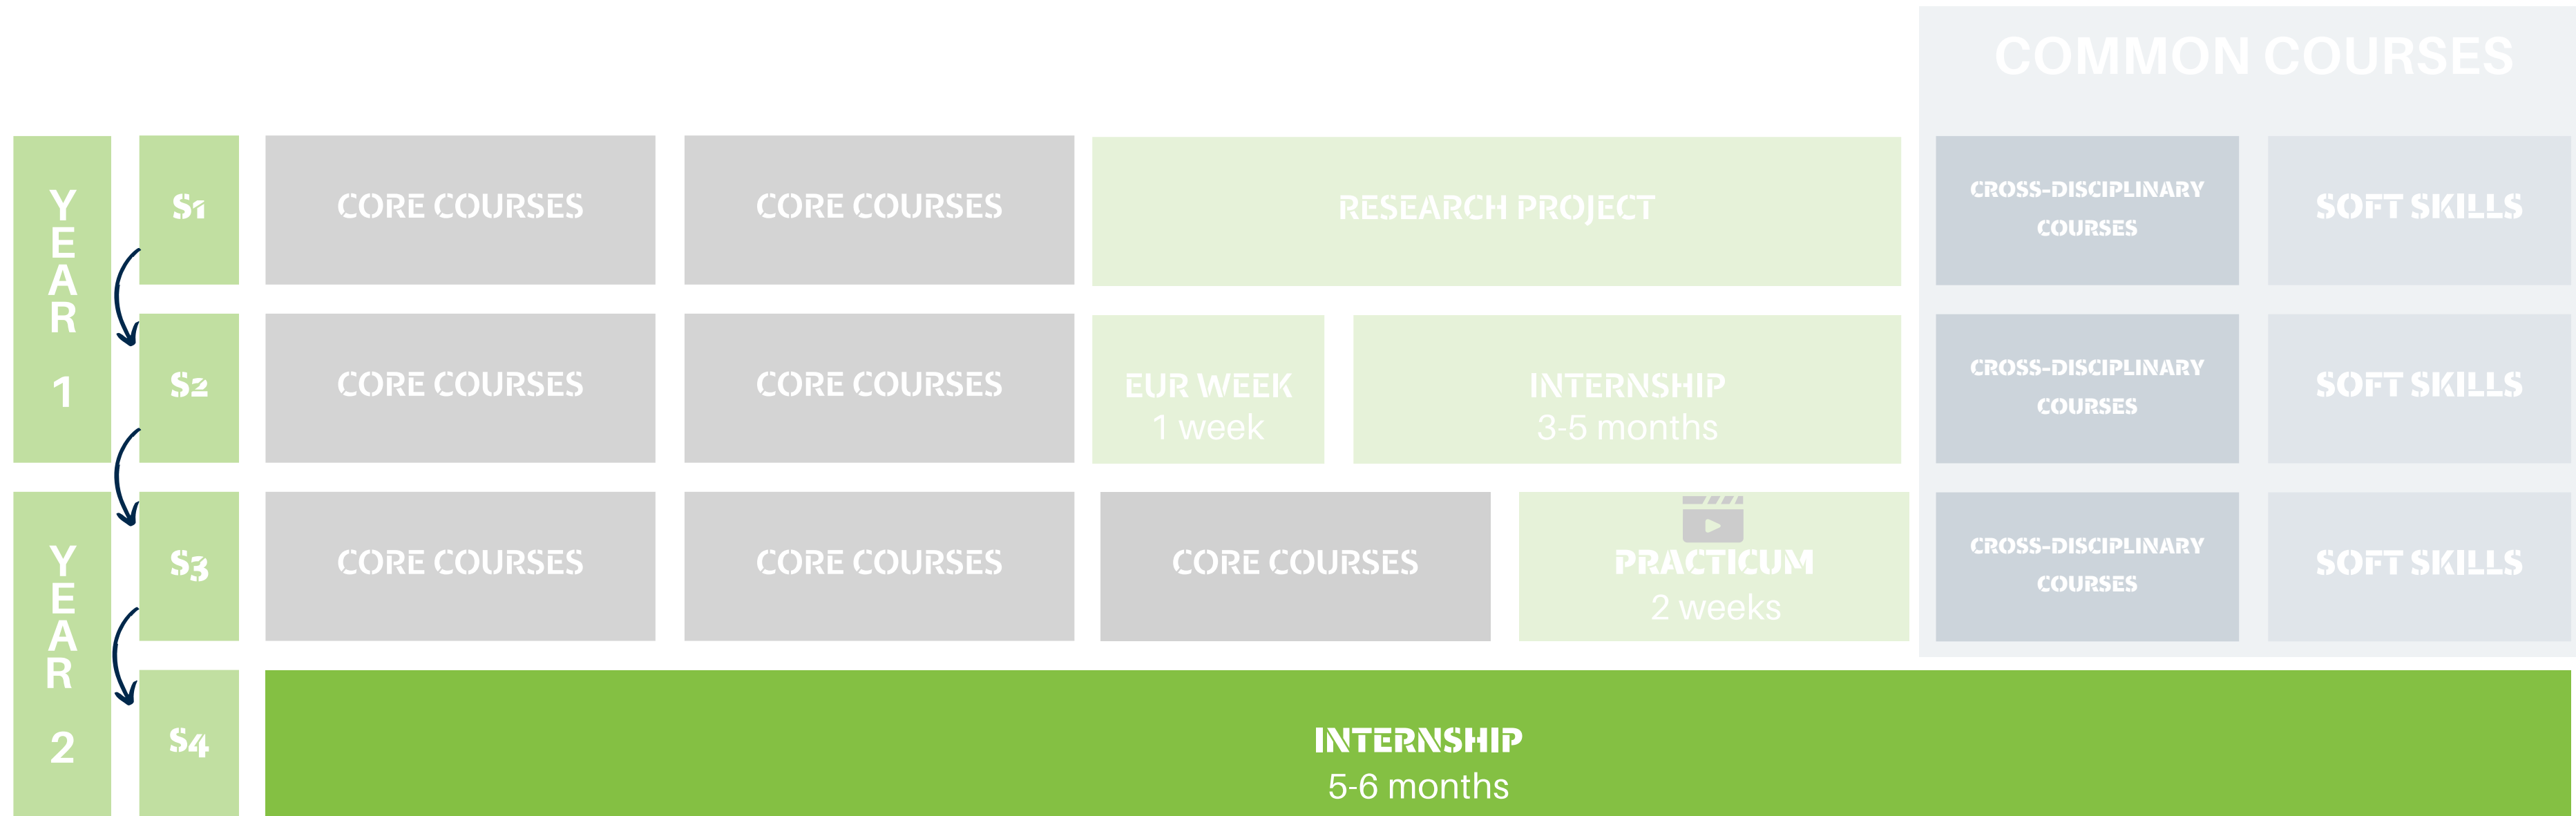 COMMON COURSES
YEAR 1
S1
CORE COURSES
CORE COURSES
RESEARCH PROJECT
CROSS-DISCIPLINARY
COURSES
SOFT SKILLS
S2
CORE COURSES
CORE COURSES
EUR WEEK
1 week
INTERNSHIP
3-5 months
CROSS-DISCIPLINARY
COURSES
SOFT SKILLS
YEAR 2
S3
CORE COURSES
CORE COURSES
CORE COURSES
PRACTICUM
2 weeks
CROSS-DISCIPLINARY
COURSES
SOFT SKILLS
S4
INTERNSHIP
5-6 months